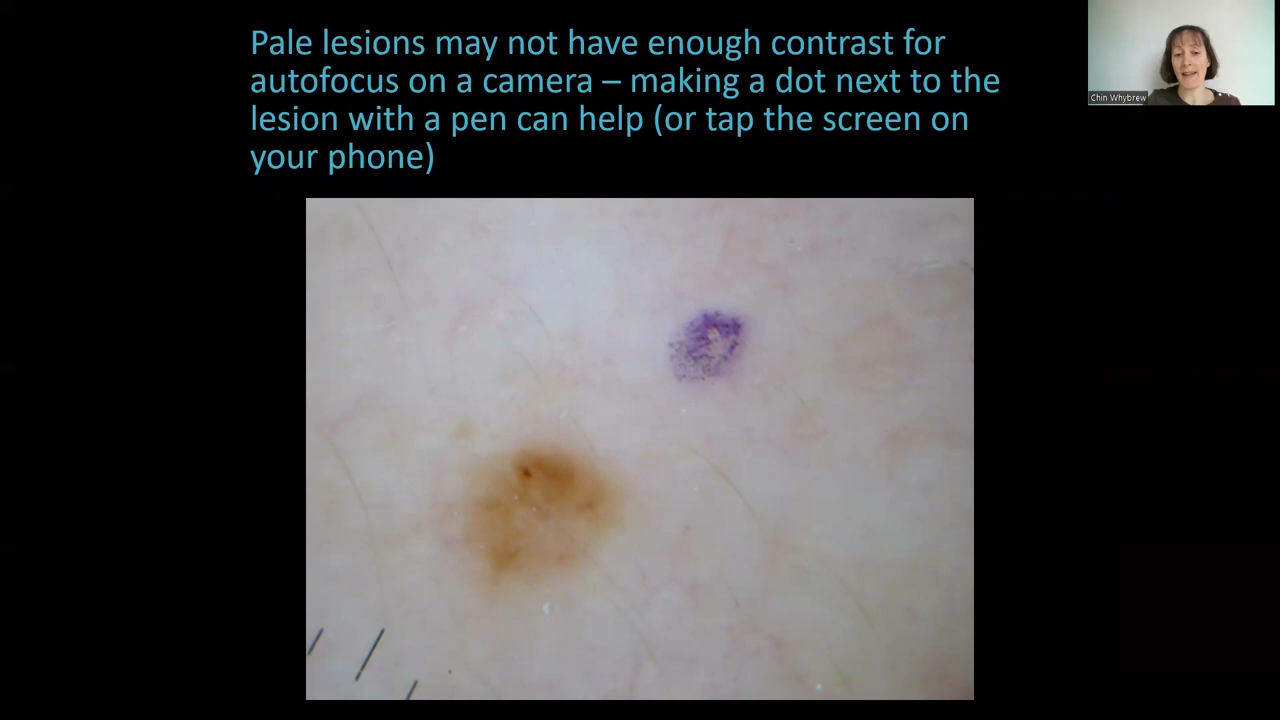 Pale lesions may not have enough contrast for
autofocus on a camera – making a dot next to the
lesion with a pen can help (or tap the screen on
your phone)
Chin Whybrew